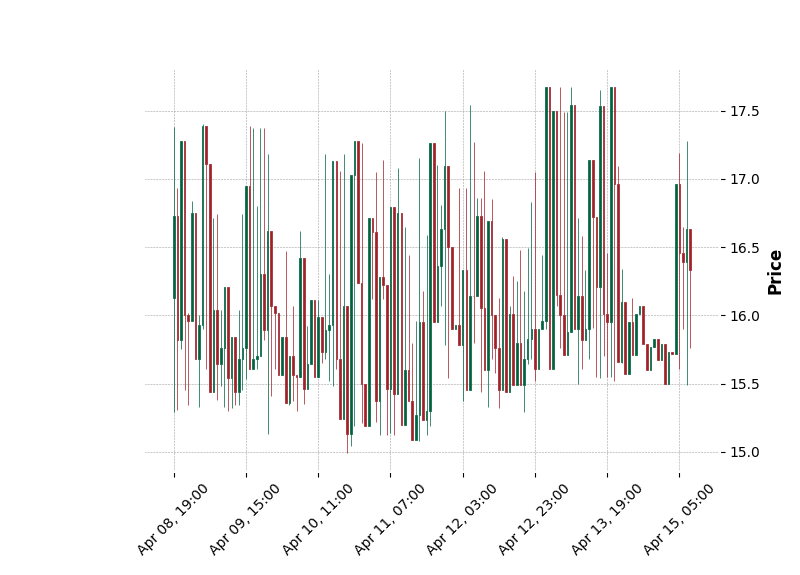 17.5
17.0
16.5
16.0
15.5
15.0
Price
Apr 08, 19:00
Apr 09, 15:00
Apr 10, 11:00
Apr 11, 07:00
Apr 12, 03:00
Apr 12, 23:00
Apr 13, 19:00
Apr 15, 05:00